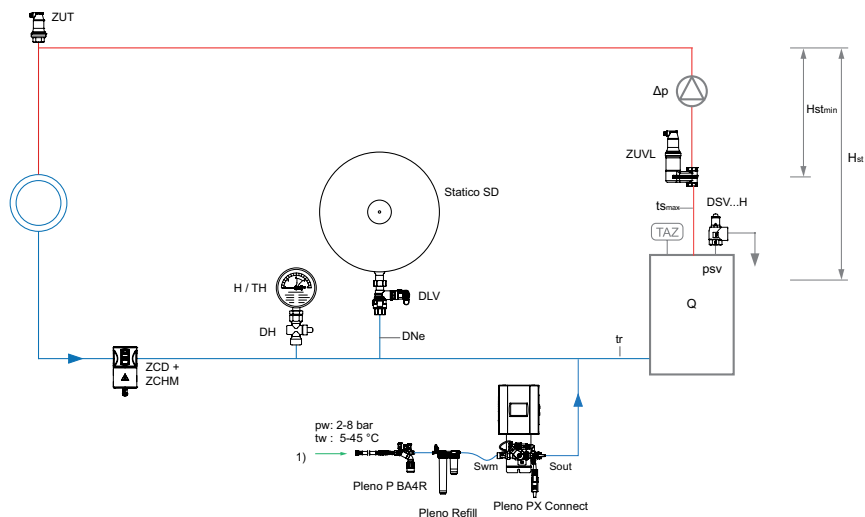 ZUT
Δp
Hstmin
ZUVL
Hst
Statico SD
tsmax
DSV...H
TAZ
psv
H / TH
DLV
Q
DH
DNe
tr
ZCD +
ZCHM
pw: 2-8 bar
tw : 5-45 °C
1)
Swm
Sout
Pleno P BA4R
Pleno PX Connect
Pleno Refill